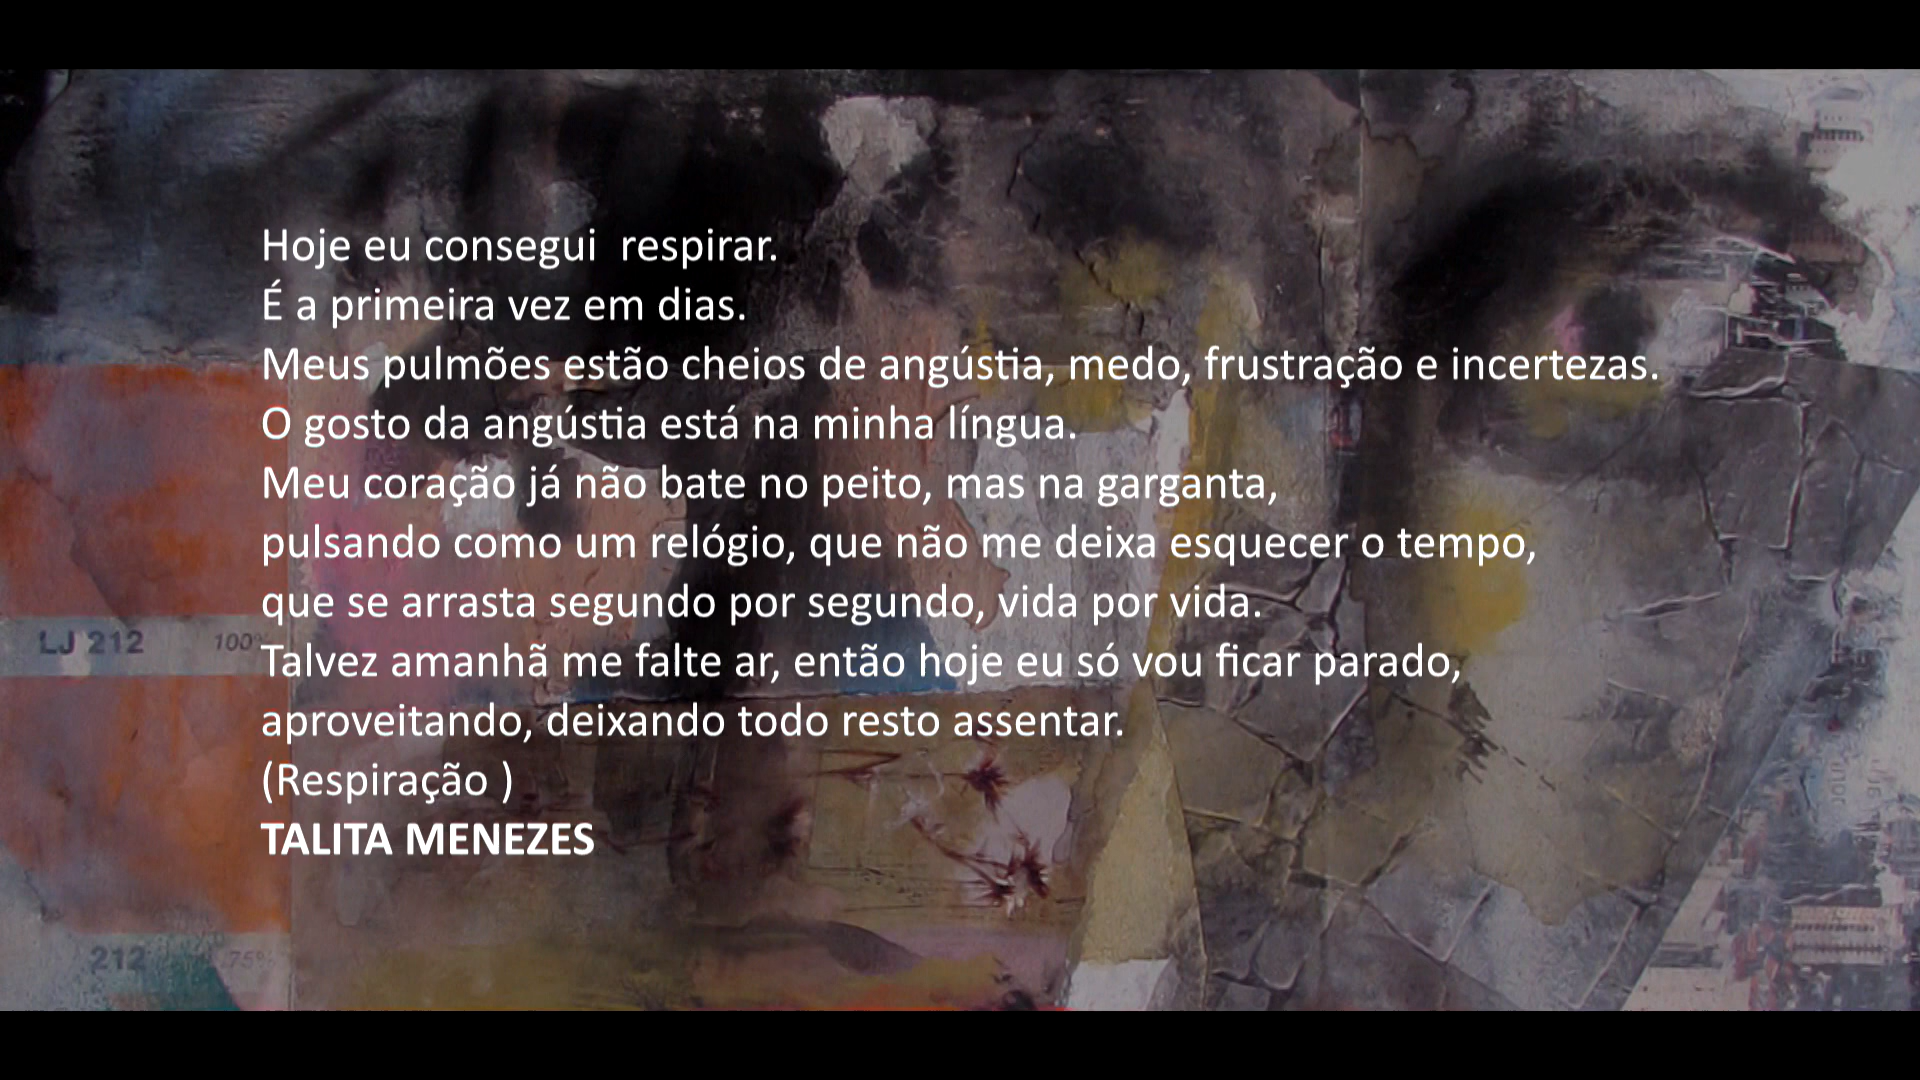 Hoje eu consegui  respirar.
É a primeira vez em dias.
Meus pulmões estão cheios de angústia, medo, frustração e incertezas.
O gosto da angústia está na minha língua.
Meu coração já não bate no peito, mas na garganta,
pulsando como um relógio, que não me deixa esquecer o tempo,
que se arrasta segundo por segundo, vida por vida.
LJ 212 100%
Talvez amanhã me falte ar, então hoje eu só vou ficar parado,
aproveitando, deixando todo resto assentar.
(Respiração )
TALITA MENEZES
212 75%